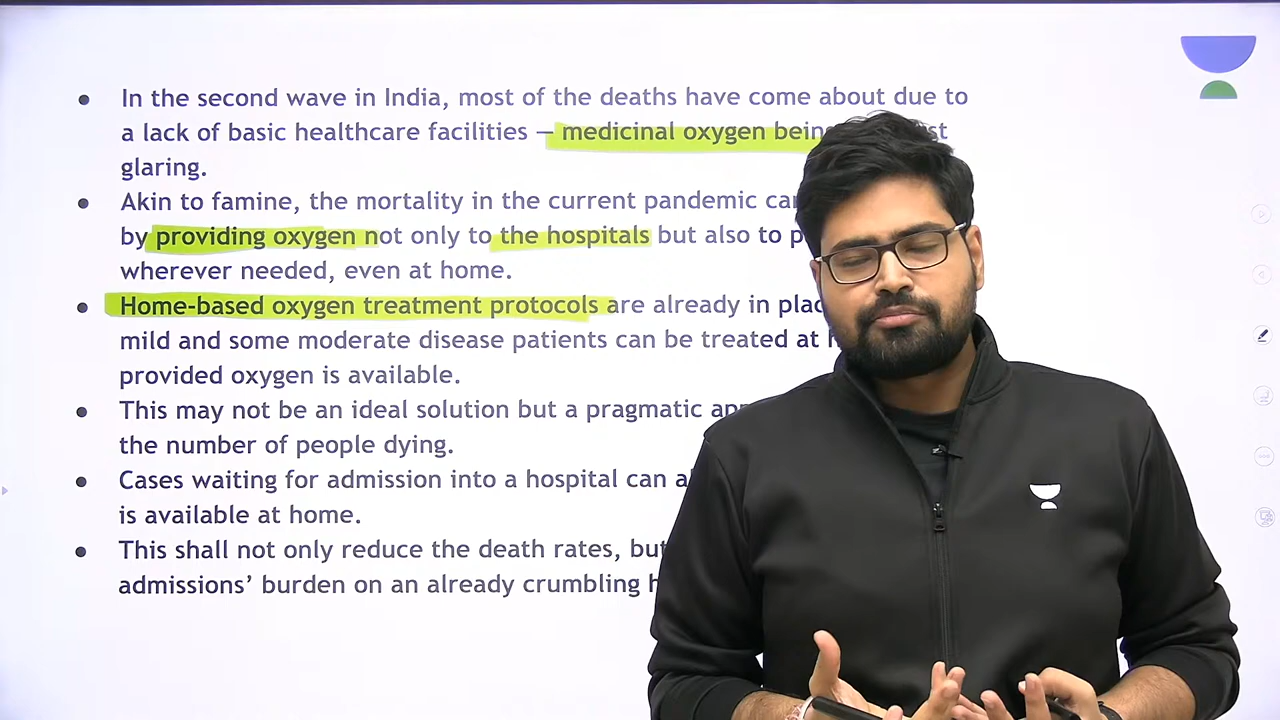 In the second wave in India, most of the deaths have come about due to
a lack of basic healthcare facilities — medicinal oxygen being
glaring.
Akin to famine, the mortality in the current pandemic
by providing oxygen not only to the hospitals but also to
wherever needed, even at home.
Home-based oxygen treatment protocols are already in
mild and some moderate disease patients can be treated at
provided oxygen is available.
This may not be an ideal solution but a pragmatic
the number of people dying.
Cases waiting for admission into a hospital can
is available at home.
This shall not only reduce the death rates, but
admissions’ burden on an already crumbling